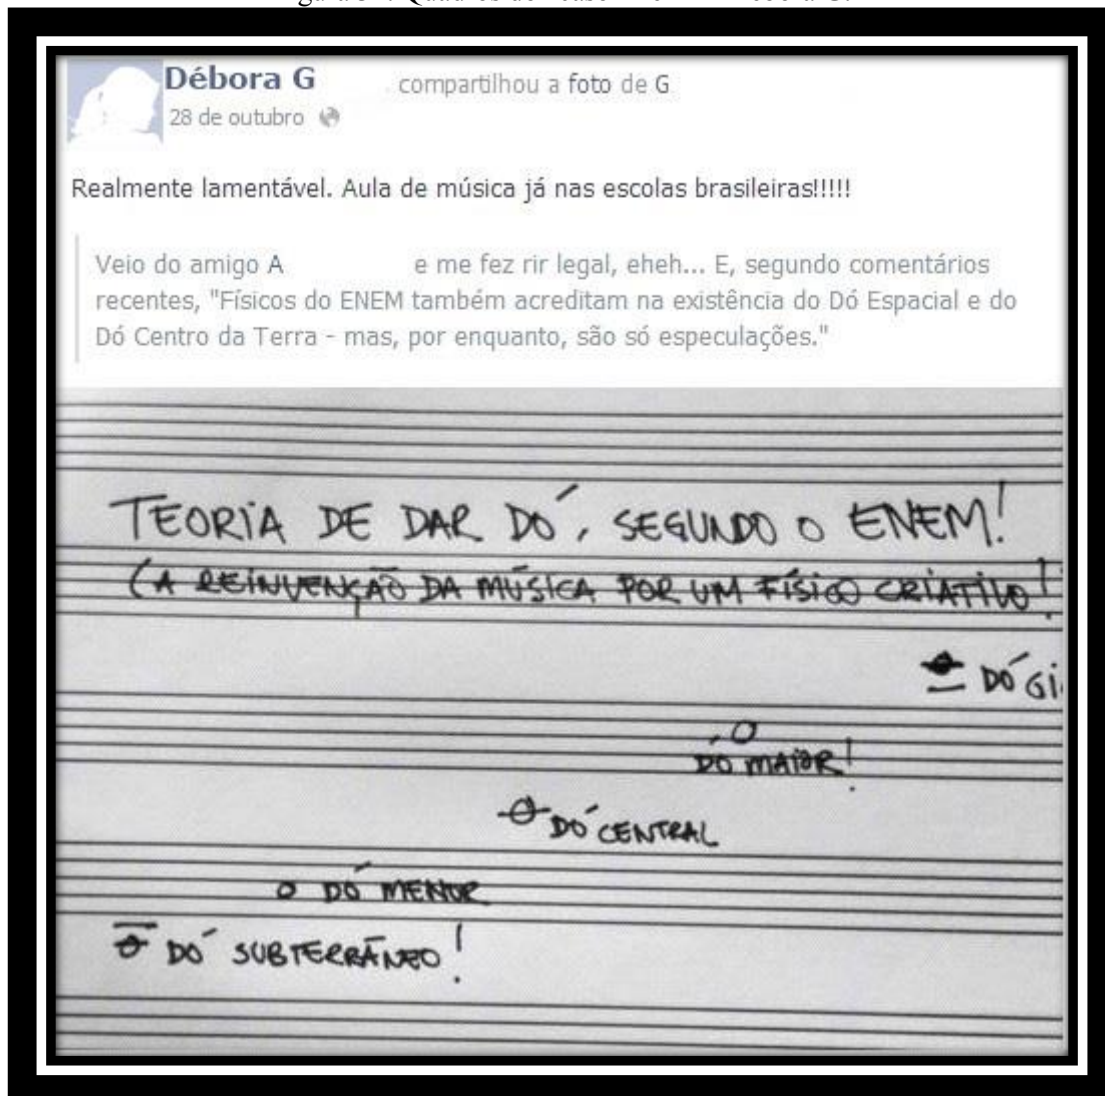 Débora G compartilhou a foto de G
28 de outubro
Realmente lamentável. Aula de música já nas escolas brasileiras!!!!!
Veio do amigo A e me fez rir legal, eheh... E, segundo comentários
recentes, "Físicos do ENEM também acreditam na existência do Dó Espacial e do
Dó Centro da Terra - mas, por enquanto, são só especulações."
TEORIA DE DAR DÓ, SEGUNDO O ENEM!
(A REINVENÇÃO DA MÚSICA POR UM FÍSICO CRIATIVO!
DÓ GI
DÓ MAIOR!
DÓ CENTRAL
DÓ MENOR
DÓ SUBTERRÂNEO!